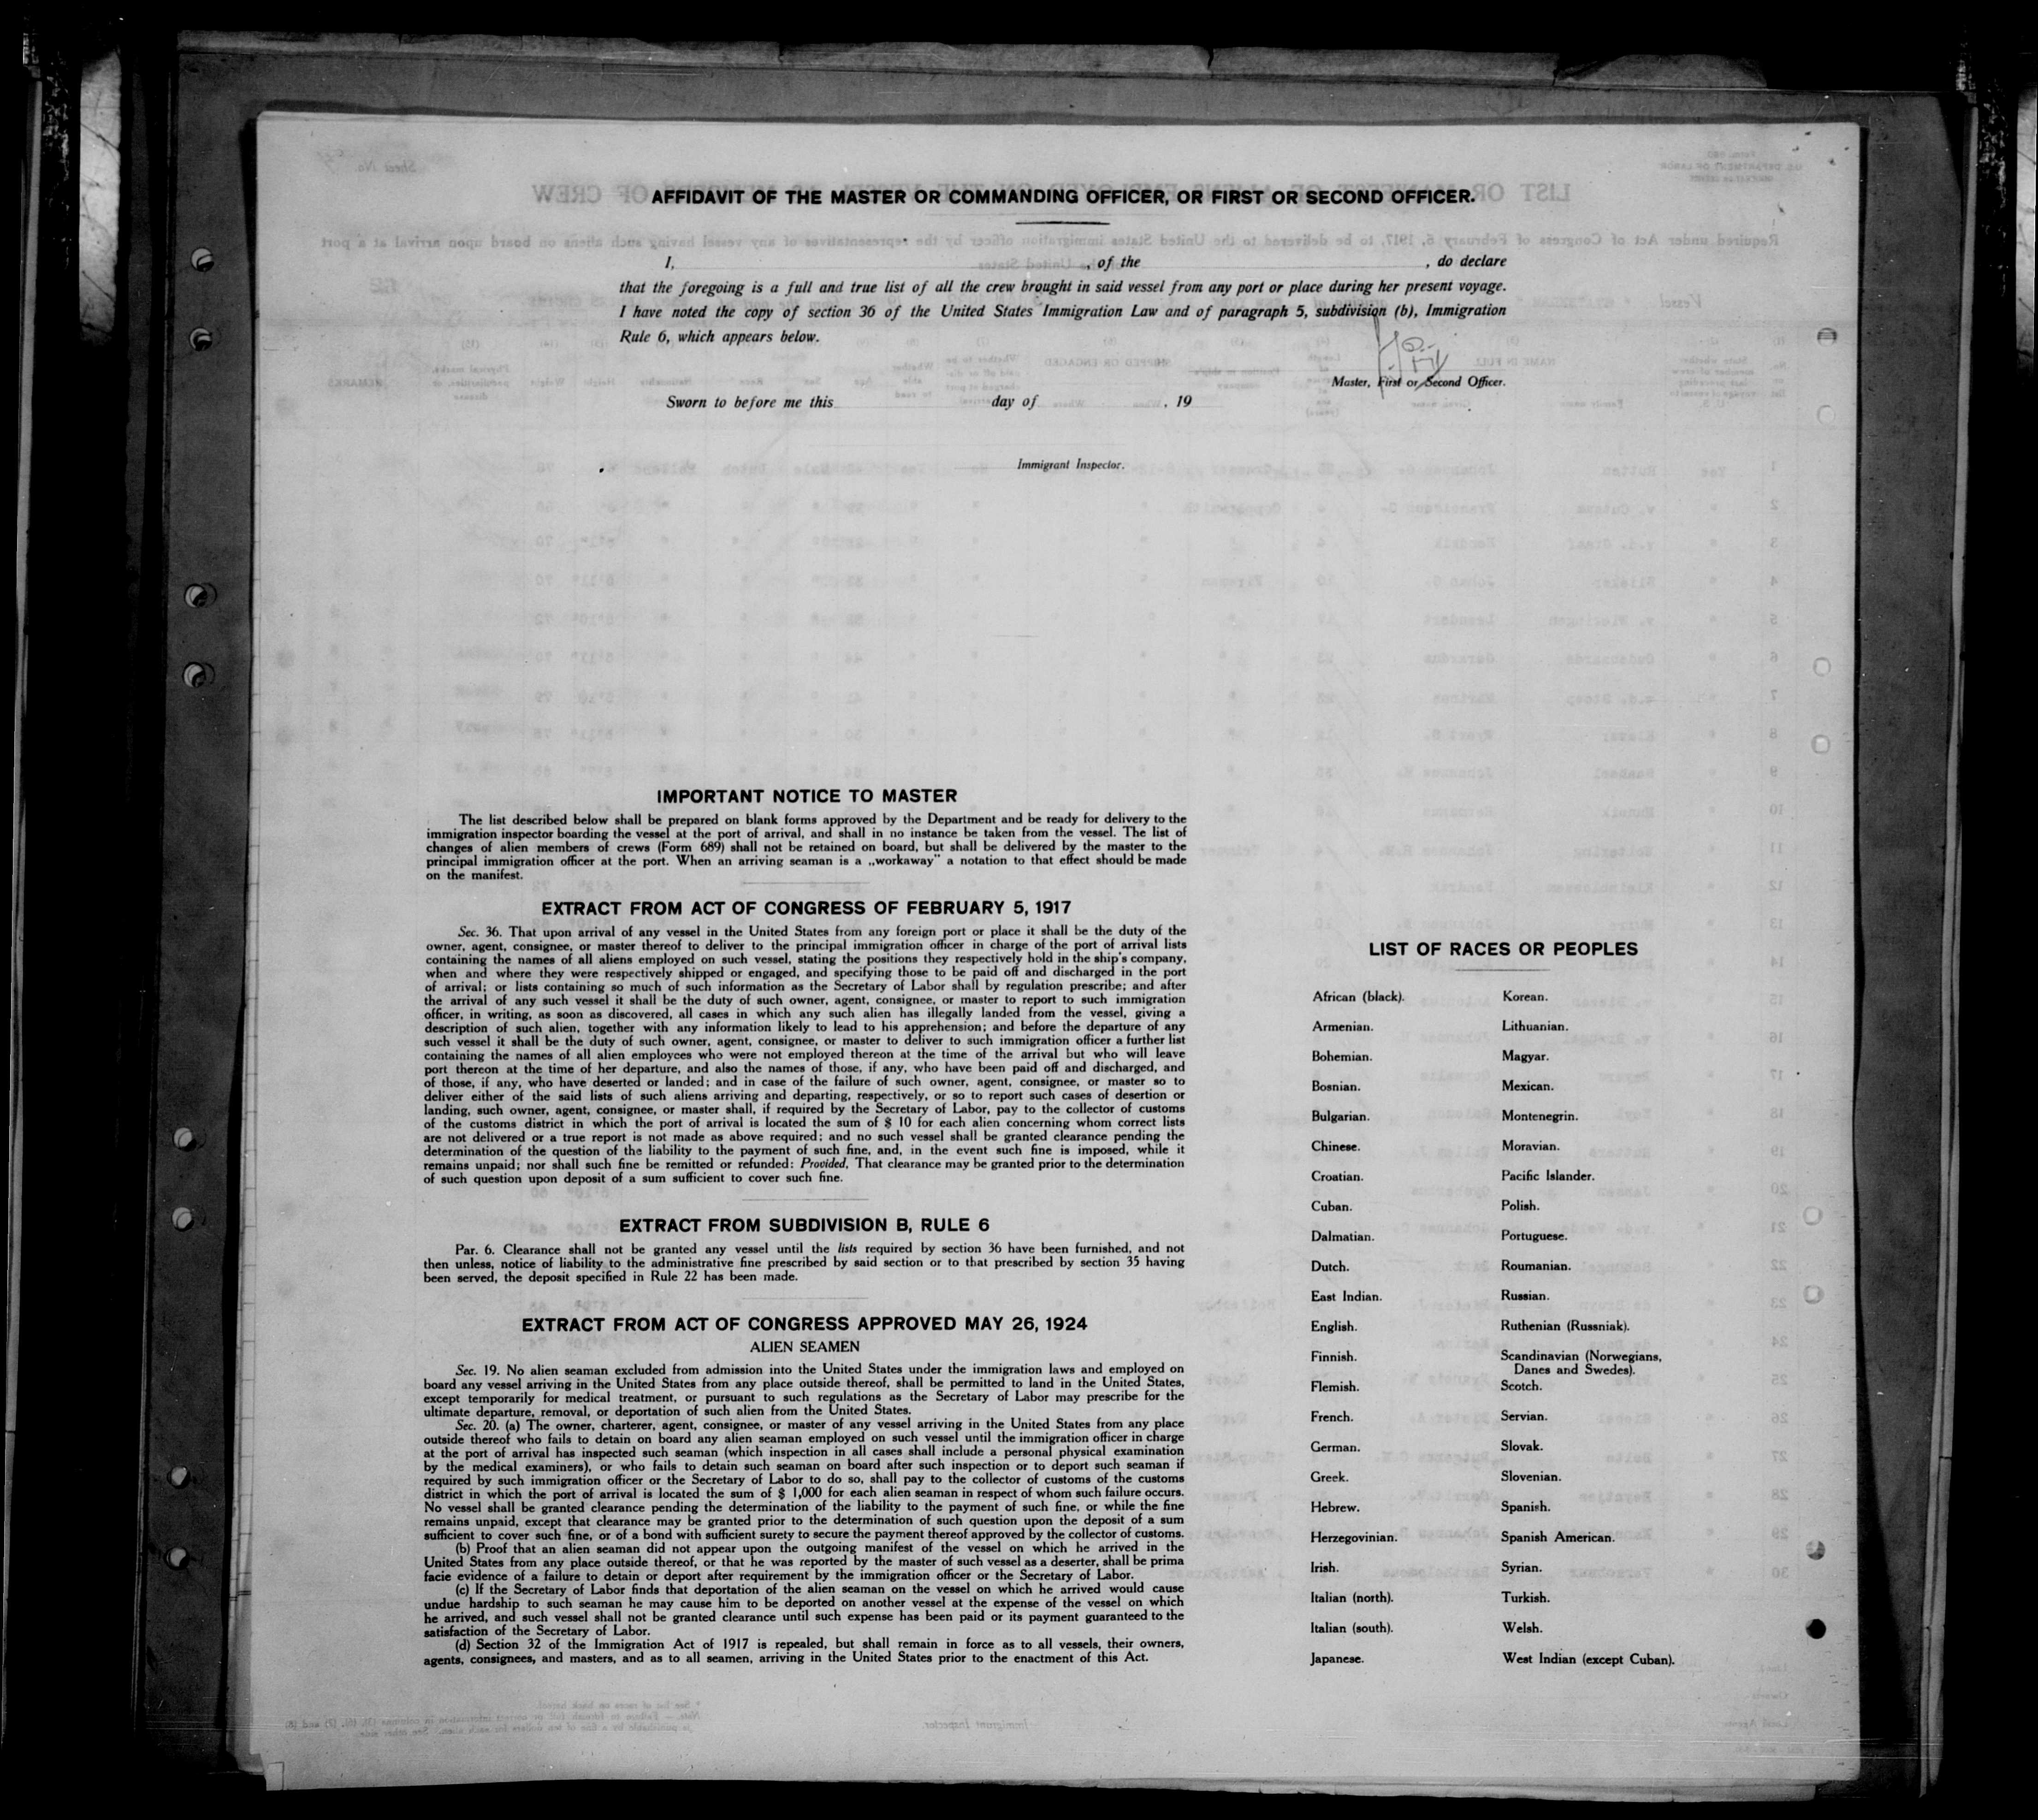 AFFIDAVIT OF THE MASTER OR COMMANDING OFFICER, OR FIRST OR SECOND OFFICER.
I, , of the , do declare
that the foregoing is a full and true list of all the crew brought in said vessel from any port or place during her present voyage.
I have noted the copy of section 36 of the United States Immigration Law and of paragraph 5, subdivision (b), Immigration
Rule 6, which appears below.
Master, First or Second Officer.
Sworn to before me this day of , 19
Immigrant Inspector.
IMPORTANT NOTICE TO MASTER
The list described below shall be prepared on blank forms approved by the Department and be ready for delivery to the
immigration inspector boarding the vessel at the port of arrival, and shall in no instance be taken from the vessel. The list of
changes of alien members of crews (Form 689) shall not be retained on board, but shall be delivered by the master to the
principal immigration officer at the port. When an arriving seaman is a „workaway” a notation to that effect should be made
on the manifest.
EXTRACT FROM ACT OF CONGRESS OF FEBRUARY 5, 1917
Sec. 36. That upon arrival of any vessel in the United States from any foreign port or place it shall be the duty of the
owner, agent, consignee, or master thereof to deliver to the principal immigration officer in charge of the port of arrival lists
containing the names of all aliens employed on such vessel, stating the positions they respectively hold in the ship's company,
when and where they were respectively shipped or engaged, and specifying those to be paid off and discharged in the port
of arrival; or lists containing so much of such information as the Secretary of Labor shall by regulation prescribe; and after
the arrival of any such vessel it shall be the duty of such owner, agent, consignee, or master to report to such immigration
officer, in writing, as soon as discovered, all cases in which any such alien has illegally landed from the vessel, giving a
description of such alien, together with any information likely to lead to his apprehension; and before the departure of any
such vessel it shall be the duty of such owner, agent, consignee, or master to deliver to such immigration officer a further list
containing the names of all alien employees who were not employed thereon at the time of the arrival but who will leave
port thereon at the time of her departure, and also the names of those, if any, who have been paid off and discharged, and
of those, if any, who have deserted or landed; and in case of the failure of such owner, agent, consignee, or master so to
deliver either of the said lists of such aliens arriving and departing, respectively, or so to report such cases of desertion or
landing, such owner, agent, consignee, or master shall, if required by the Secretary of Labor, pay to the collector of customs
of the customs district in which the port of arrival is located the sum of $ 10 for each alien concerning whom correct lists
are not delivered or a true report is not made as above required; and no such vessel shall be granted clearance pending the
determination of the question of the liability to the payment of such fine, and, in the event such fine is imposed, while it
remains unpaid; nor shall such fine be remitted or refunded: Provided, That clearance may be granted prior to the determination
of such question upon deposit of a sum sufficient to cover such fine.
EXTRACT FROM SUBDIVISION B, RULE 6
Par. 6. Clearance shall not be granted any vessel until the lists required by section 36 have been furnished, and not
then unless, notice of liability to the administrative fine prescribed by said section or to that prescribed by section 35 having
been served, the deposit specified in Rule 22 has been made.
EXTRACT FROM ACT OF CONGRESS APPROVED MAY 26, 1924
ALIEN SEAMEN
Sec. 19. No alien seaman excluded from admission into the United States under the immigration laws and employed on
board any vessel arriving in the United States from any place outside thereof, shall be permitted to land in the United States,
except temporarily for medical treatment, or pursuant to such regulations as the Secretary of Labor may prescribe for the
ultimate departure, removal, or deportation of such alien from the United States.
Sec. 20. (a) The owner, charterer, agent, consignee, or master of any vessel arriving in the United States from any place
outside thereof who fails to detain on board any alien seaman employed on such vessel until the immigration officer in charge
at the port of arrival has inspected such seaman (which inspection in all cases shall include a personal physical examination
by the medical examiners), or who fails to detain such seaman on board after such inspection or to deport such seaman if
required by such immigration officer or the Secretary of Labor to do so, shall pay to the collector of customs of the customs
district in which the port of arrival is located the sum of $ 1,000 for each alien seaman in respect of whom such failure occurs.
No vessel shall be granted clearance pending the determination of the liability to the payment of such fine, or while the fine
remains unpaid, except that clearance may be granted prior to the determination of such question upon the deposit of a sum
sufficient to cover such fine, or of a bond with sufficient surety to secure the payment thereof approved by the collector of customs.
(b) Proof that an alien seaman did not appear upon the outgoing manifest of the vessel on which he arrived in the
United States from any place outside thereof, or that he was reported by the master of such vessel as a deserter, shall be prima
facie evidence of a failure to detain or deport after requirement by the immigration officer or the Secretary of Labor.
(c) If the Secretary of Labor finds that deportation of the alien seaman on the vessel on which he arrived would cause
undue hardship to such seaman he may cause him to be deported on another vessel at the expense of the vessel on which
he arrived, and such vessel shall not be granted clearance until such expense has been paid or its payment guaranteed to the
satisfaction of the Secretary of Labor.
(d) Section 32 of the Immigration Act of 1917 is repealed, but shall remain in force as to all vessels, their owners,
agents, consignees, and masters, and as to all seamen, arriving in the United States prior to the enactment of this Act.
LIST OF RACES OR PEOPLES
African (black).
Armenian.
Bohemian.
Bosnian.
Bulgarian.
Chinese.
Croatian.
Cuban.
Dalmatian.
Dutch.
East Indian.
English.
Finnish.
Flemish.
French.
German.
Greek.
Hebrew.
Herzegovinian.
Irish.
Italian (north).
Italian (south).
Japanese.
Korean.
Lithuanian.
Magyar.
Mexican.
Montenegrin.
Moravian.
Pacific Islander.
Polish.
Portuguese.
Roumanian.
Russian.
Ruthenian (Russniak).
Scandinavian (Norwegians,
Danes and Swedes).
Scotch.
Servian.
Slovak.
Slovenian.
Spanish.
Spanish American.
Syrian.
Turkish.
Welsh.
West Indian (except Cuban).